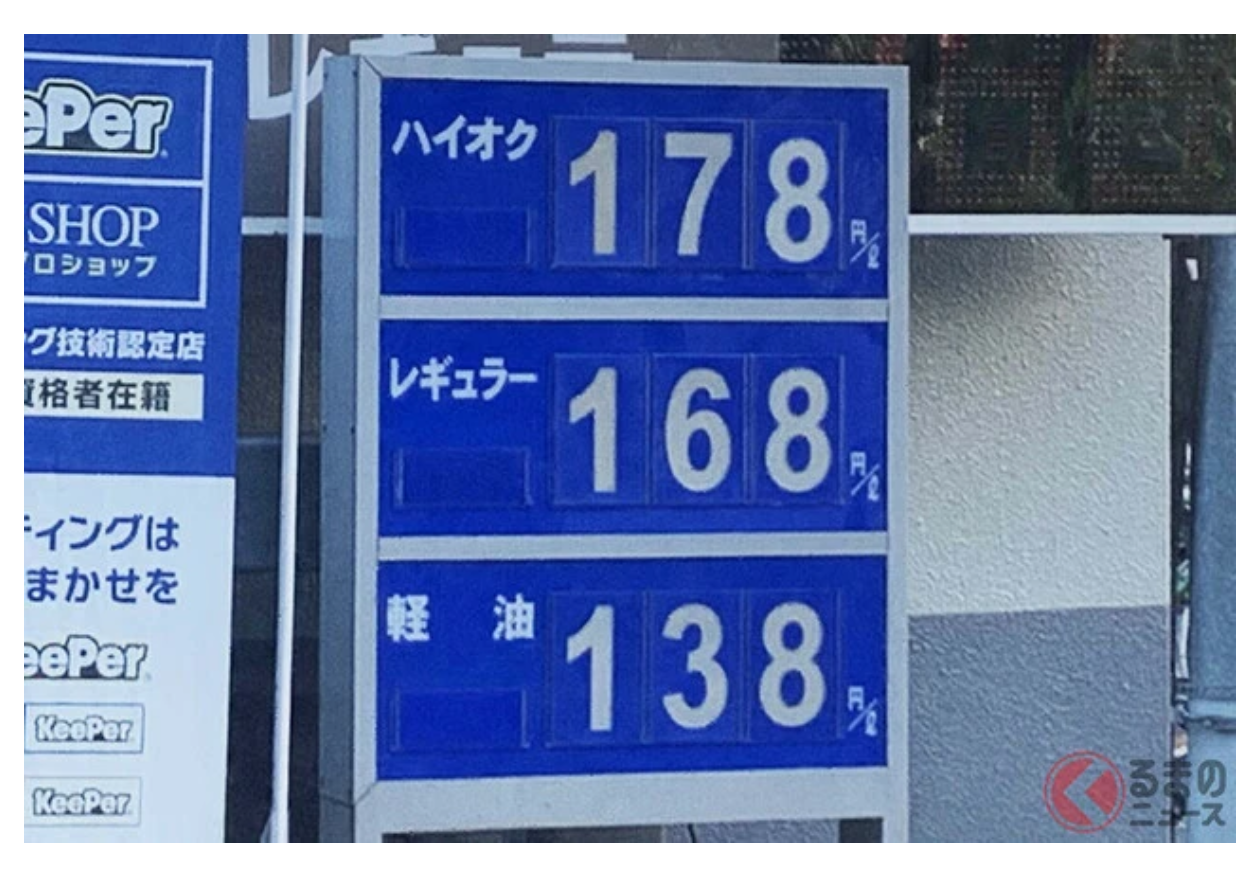 ePer
SHOP
プロショップ
グ技術認定店
資格者在籍
ティングは
まかせを
eePer
KeePer
KeePer
ハイオク 178 円/ℓ
レギュラー 168 円/ℓ
軽 油 138 円/ℓ
くるまの
ニュース